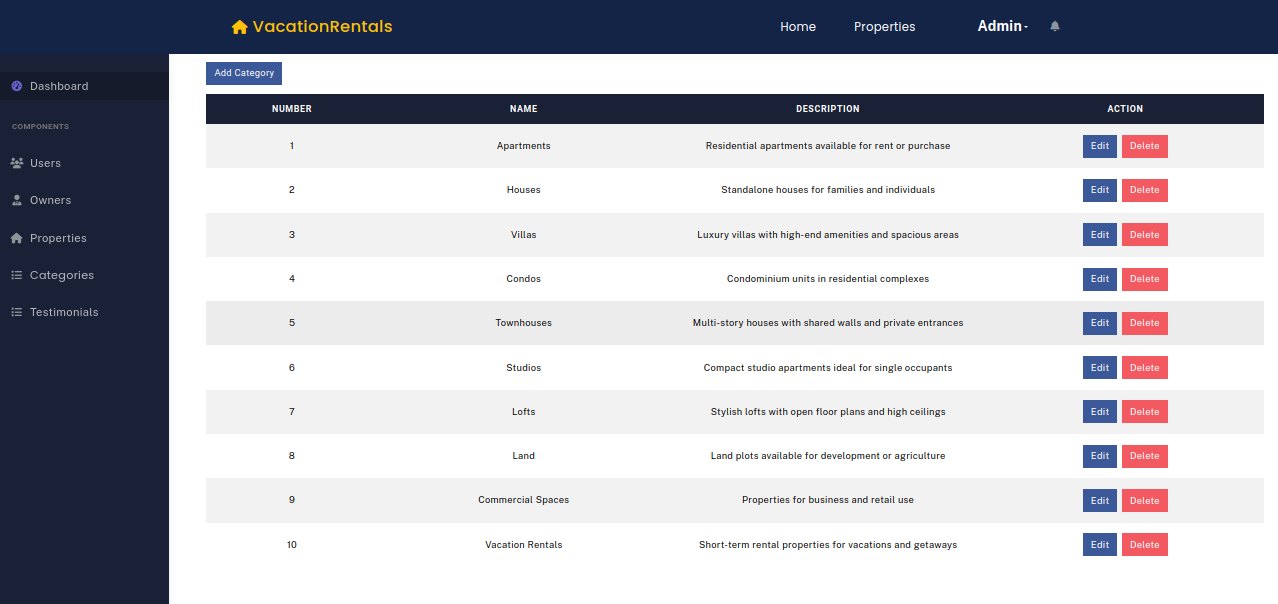 VacationRentals
Home Properties Admin
Dashboard
COMPONENTS
Users
Owners
Properties
Categories
Testimonials
Add Category
NUMBER NAME DESCRIPTION ACTION
1 Apartments Residential apartments available for rent or purchase Edit Delete
2 Houses Standalone houses for families and individuals Edit Delete
3 Villas Luxury villas with high-end amenities and spacious areas Edit Delete
4 Condos Condominium units in residential complexes Edit Delete
5 Townhouses Multi-story houses with shared walls and private entrances Edit Delete
6 Studios Compact studio apartments ideal for single occupants Edit Delete
7 Lofts Stylish lofts with open floor plans and high ceilings Edit Delete
8 Land Land plots available for development or agriculture Edit Delete
9 Commercial Spaces Properties for business and retail use Edit Delete
10 Vacation Rentals Short-term rental properties for vacations and getaways Edit Delete